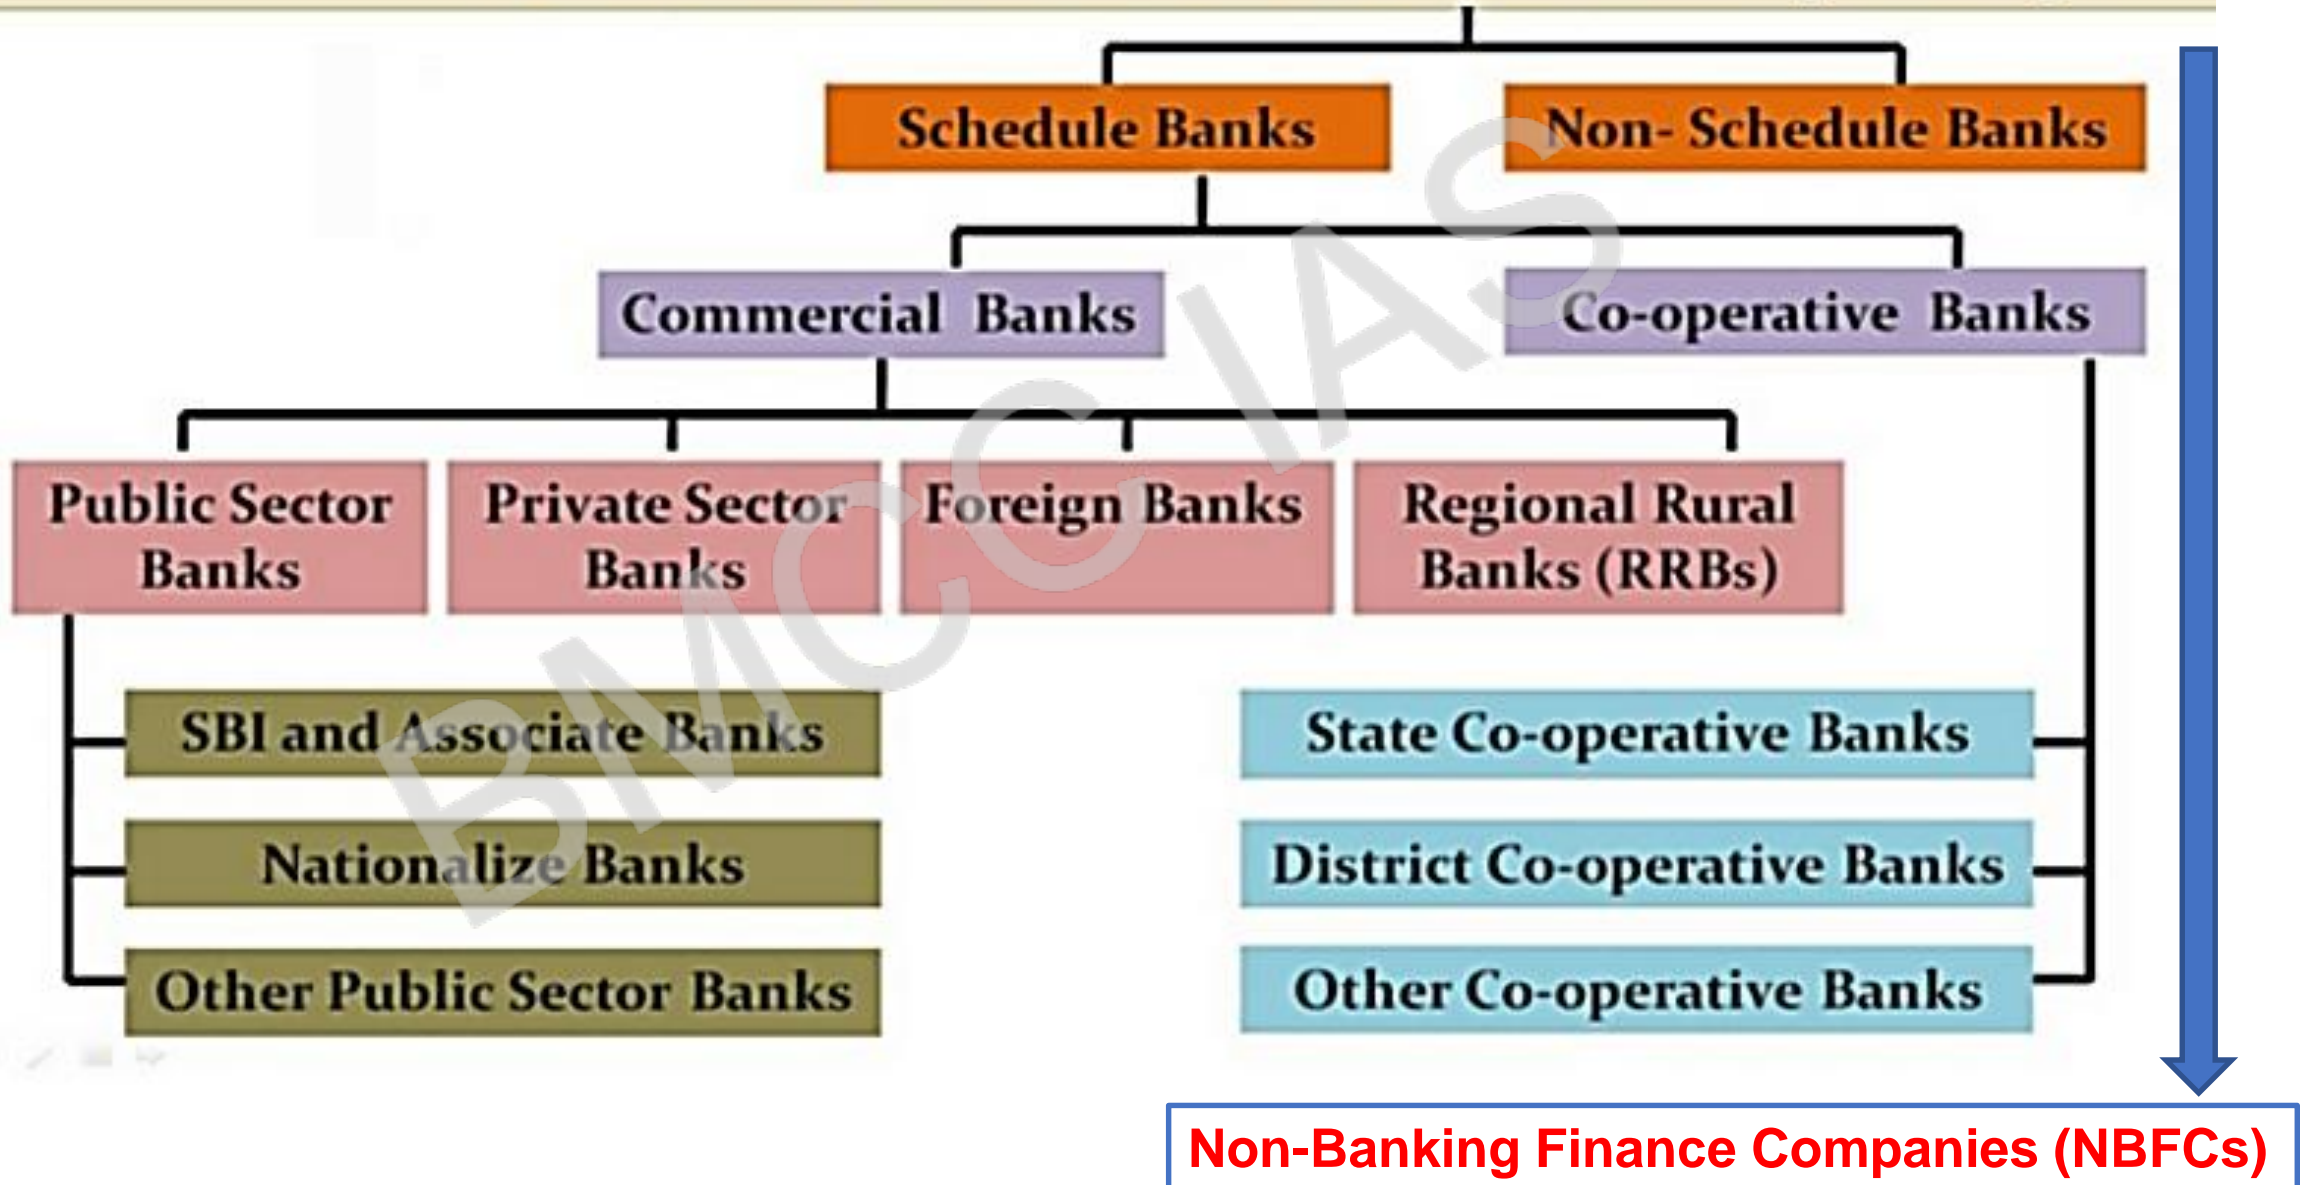 Schedule Banks
Non- Schedule Banks
Commercial Banks
Co-operative Banks
Public Sector
Banks
Private Sector
Banks
Foreign Banks
Regional Rural
Banks (RRBs)
SBI and Associate Banks
State Co-operative Banks
Nationalize Banks
District Co-operative Banks
Other Public Sector Banks
Other Co-operative Banks
Non-Banking Finance Companies (NBFCs)
BMCC IAS